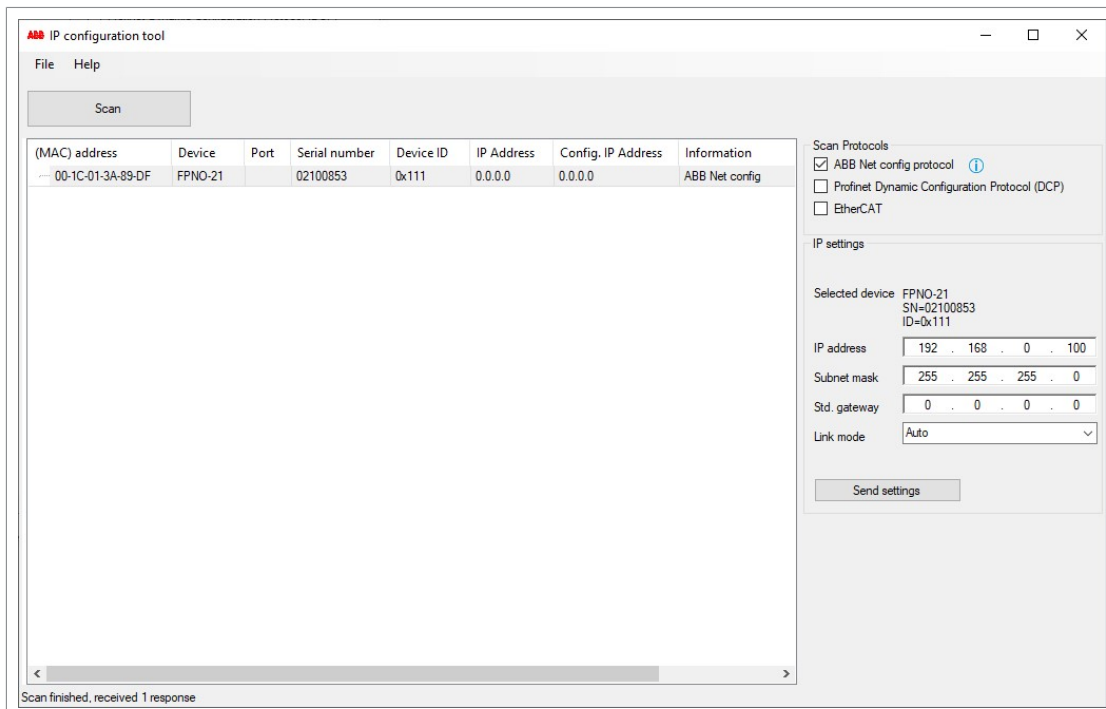 ABB IP configuration tool
File Help
Scan
(MAC) address Device Port Serial number Device ID IP Address Config. IP Address Information
00-1C-01-3A-89-DF FPNO-21 02100853 0x111 0.0.0.0 0.0.0.0 ABB Net config
Scan Protocols
ABB Net config protocol
Profinet Dynamic Configuration Protocol (DCP)
EtherCAT
IP settings
Selected device FPNO-21
SN=02100853
ID=0x111
IP address 192 . 168 . 0 . 100
Subnet mask 255 . 255 . 255 . 0
Std. gateway 0 . 0 . 0 . 0
Link mode Auto
Send settings
Scan finished, received 1 response